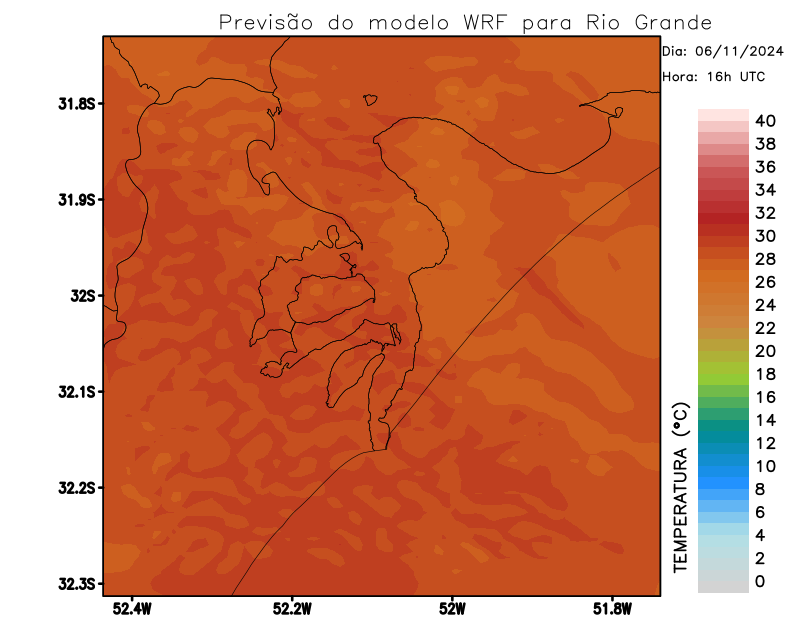 Previsão do modelo WRF para Rio Grande
Dia: 06/11/2024
Hora: 16h UTC
31.8S
31.9S
32S
32.1S
32.2S
32.3S
52.4W
52.2W
52W
51.8W
TEMPERATURA (°C)
40
38
36
34
32
30
28
26
24
22
20
18
16
14
12
10
8
6
4
2
0